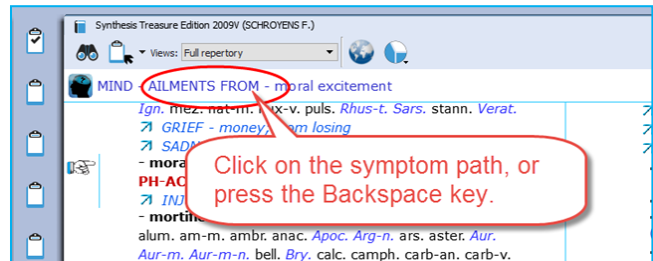 Synthesis Treasure Edition 2009V (SCHROYENS F.)
Views: Full repertory
MIND - AILMENTS FROM - moral excitement
Ign. mez. nat-m. nux-v. puls. Rhus-t. Sars. stann. Verat.
GRIEF - money, from losing
SADN
- mora
PH-AC
INJ
- mortif
Click on the symptom path, or
press the Backspace key.
alum. am-m. ambr. anac. Apoc. Arg-n. ars. aster. Aur.
Aur-m. Aur-m-n. bell. Bry. calc. camph. carb-an. carb-v.